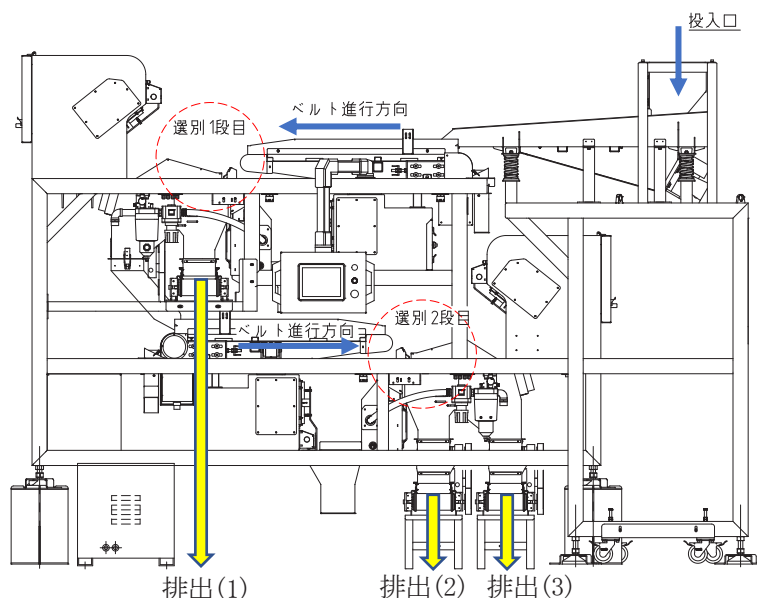 投入口
ベルト進行方向
選別1段目
選別2段目
ベルト進行方向
排出(1)
排出(2)
排出(3)